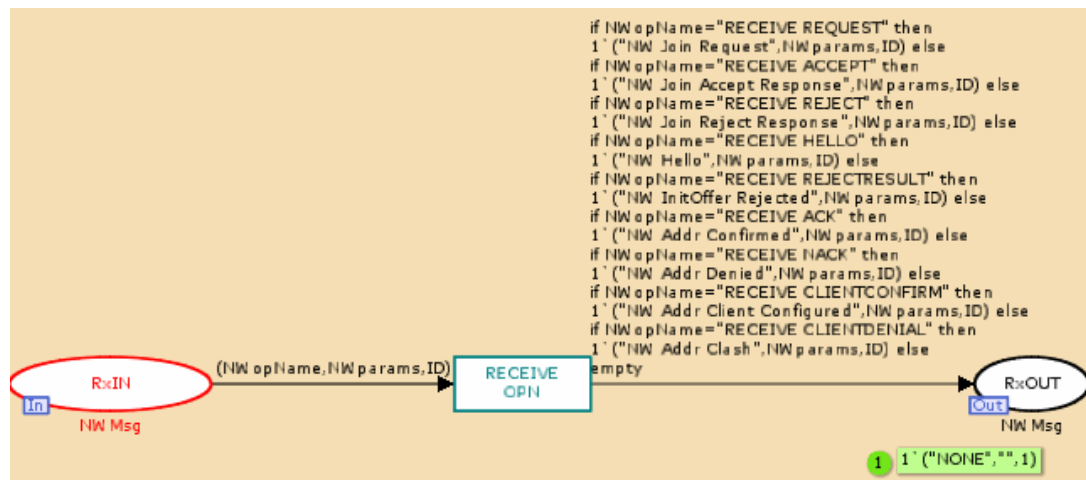 if NWopName="RECEIVE REQUEST" then
1`("NW Join Request",NWparams,ID) else
if NWopName="RECEIVE ACCEPT" then
1`("NW Join Accept Response",NWparams,ID) else
if NWopName="RECEIVE REJECT" then
1`("NW Join Reject Response",NWparams,ID) else
if NWopName="RECEIVE HELLO" then
1`("NW Hello",NWparams,ID) else
if NWopName="RECEIVE REJECTRESULT" then
1`("NW InitOffer Rejected",NWparams,ID) else
if NWopName="RECEIVE ACK" then
1`("NW Addr Confirmed",NWparams,ID) else
if NWopName="RECEIVE NACK" then
1`("NW Addr Denied",NWparams,ID) else
if NWopName="RECEIVE CLIENTCONFIRM" then
1`("NW Addr Client Configured",NWparams,ID) else
if NWopName="RECEIVE CLIENTDENIAL" then
1`("NW Addr Clash",NWparams,ID) else
empty
RxIN
In
NW Msg
(NWopName,NWparams,ID)
RECEIVE
OPN
RxOUT
Out
NW Msg
1
1`("NONE","",1)